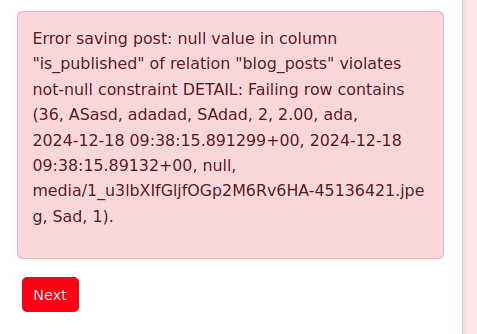 Error saving post: null value in column
"is_published" of relation "blog_posts" violates
not-null constraint DETAIL: Failing row contains
(36, ASasd, adadad, SAdad, 2, 2.00, ada,
2024-12-18 09:38:15.891299+00, 2024-12-18
09:38:15.89132+00, null,
media/1_u3lbXIfGljfOGp2M6Rv6HA-45136421.jpe
g, Sad, 1).
Next